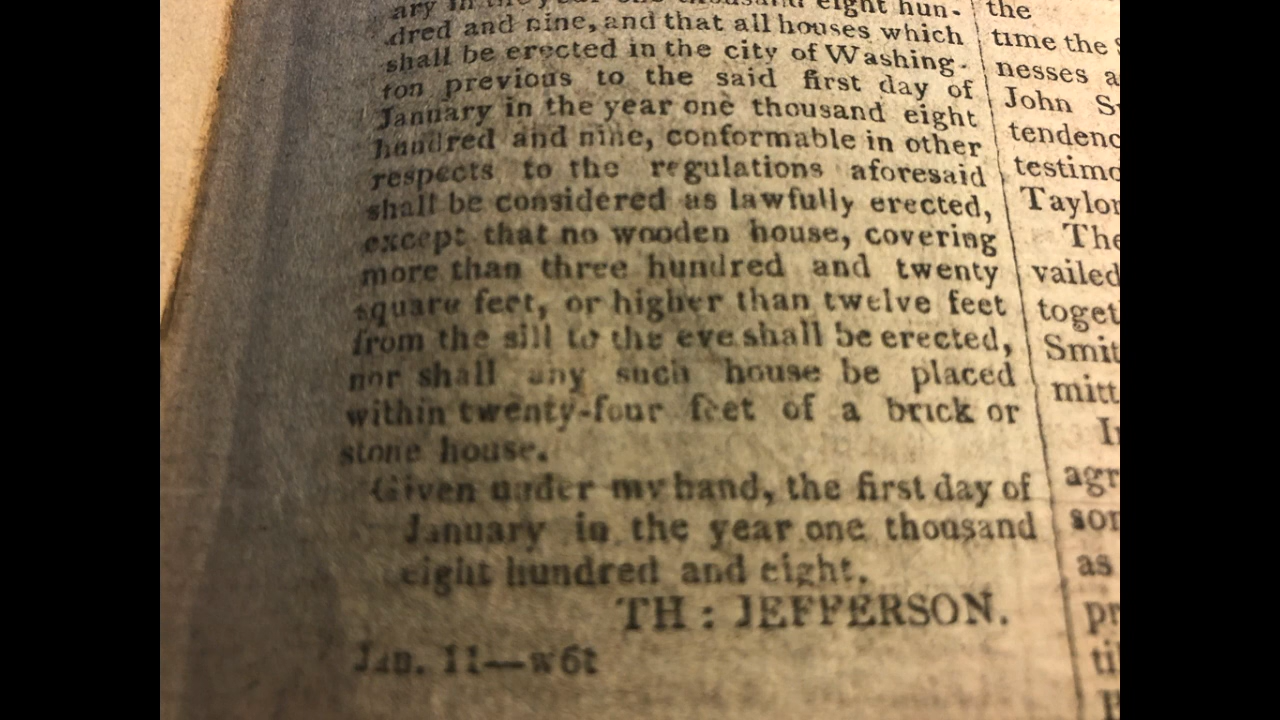 ary in the year one thousand eight hun-
dred and nine, and that all houses which
shall be erected in the city of Washing-
ton previous to the said first day of
January in the year one thousand eight
hundred and nine, conformable in other
respects to the regulations aforesaid
shall be considered as lawfully erected,
except that no wooden house, covering
more than three hundred and twenty
square feet, or higher than twelve feet
from the sill to the eve shall be erected,
nor shall any such house be placed
within twenty-four feet of a brick or
stone house.
Given under my hand, the first day of
January in the year one thousand
eight hundred and eight.
TH : JEFFERSON.
Jan. 11—w6t
the
time the
nesses a
John S
tendenc
testimo
Taylor
The
vailed
toget
Smit
mitt
I
agr
son
as
pr
til